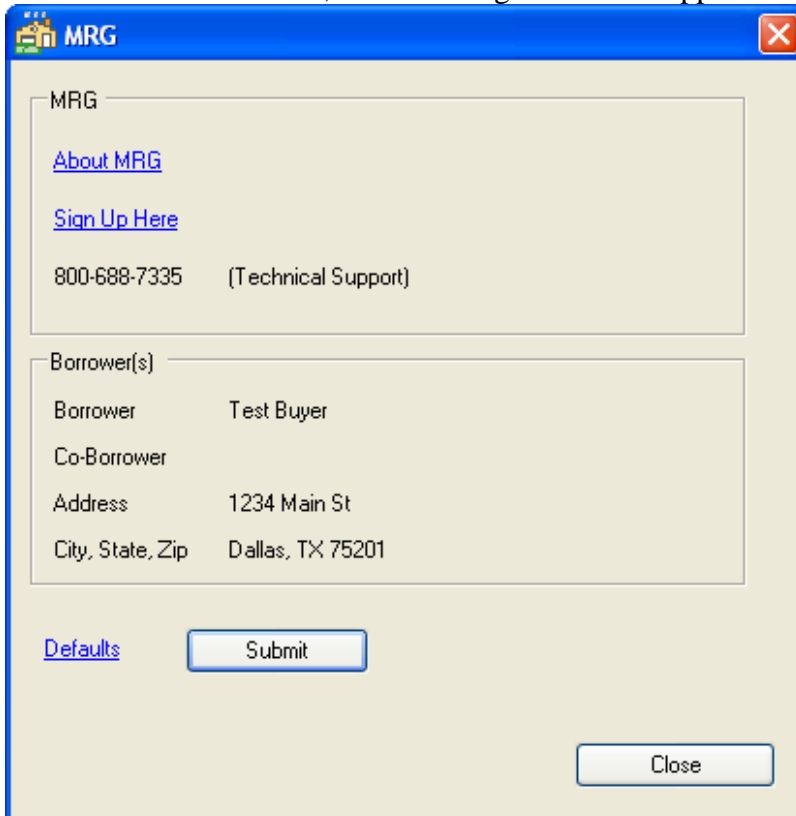 MRG
MRG
About MRG
Sign Up Here
800-688-7335 (Technical Support)
Borrower(s)
Borrower Test Buyer
Co-Borrower
Address 1234 Main St
City, State, Zip Dallas, TX 75201
Defaults Submit
Close